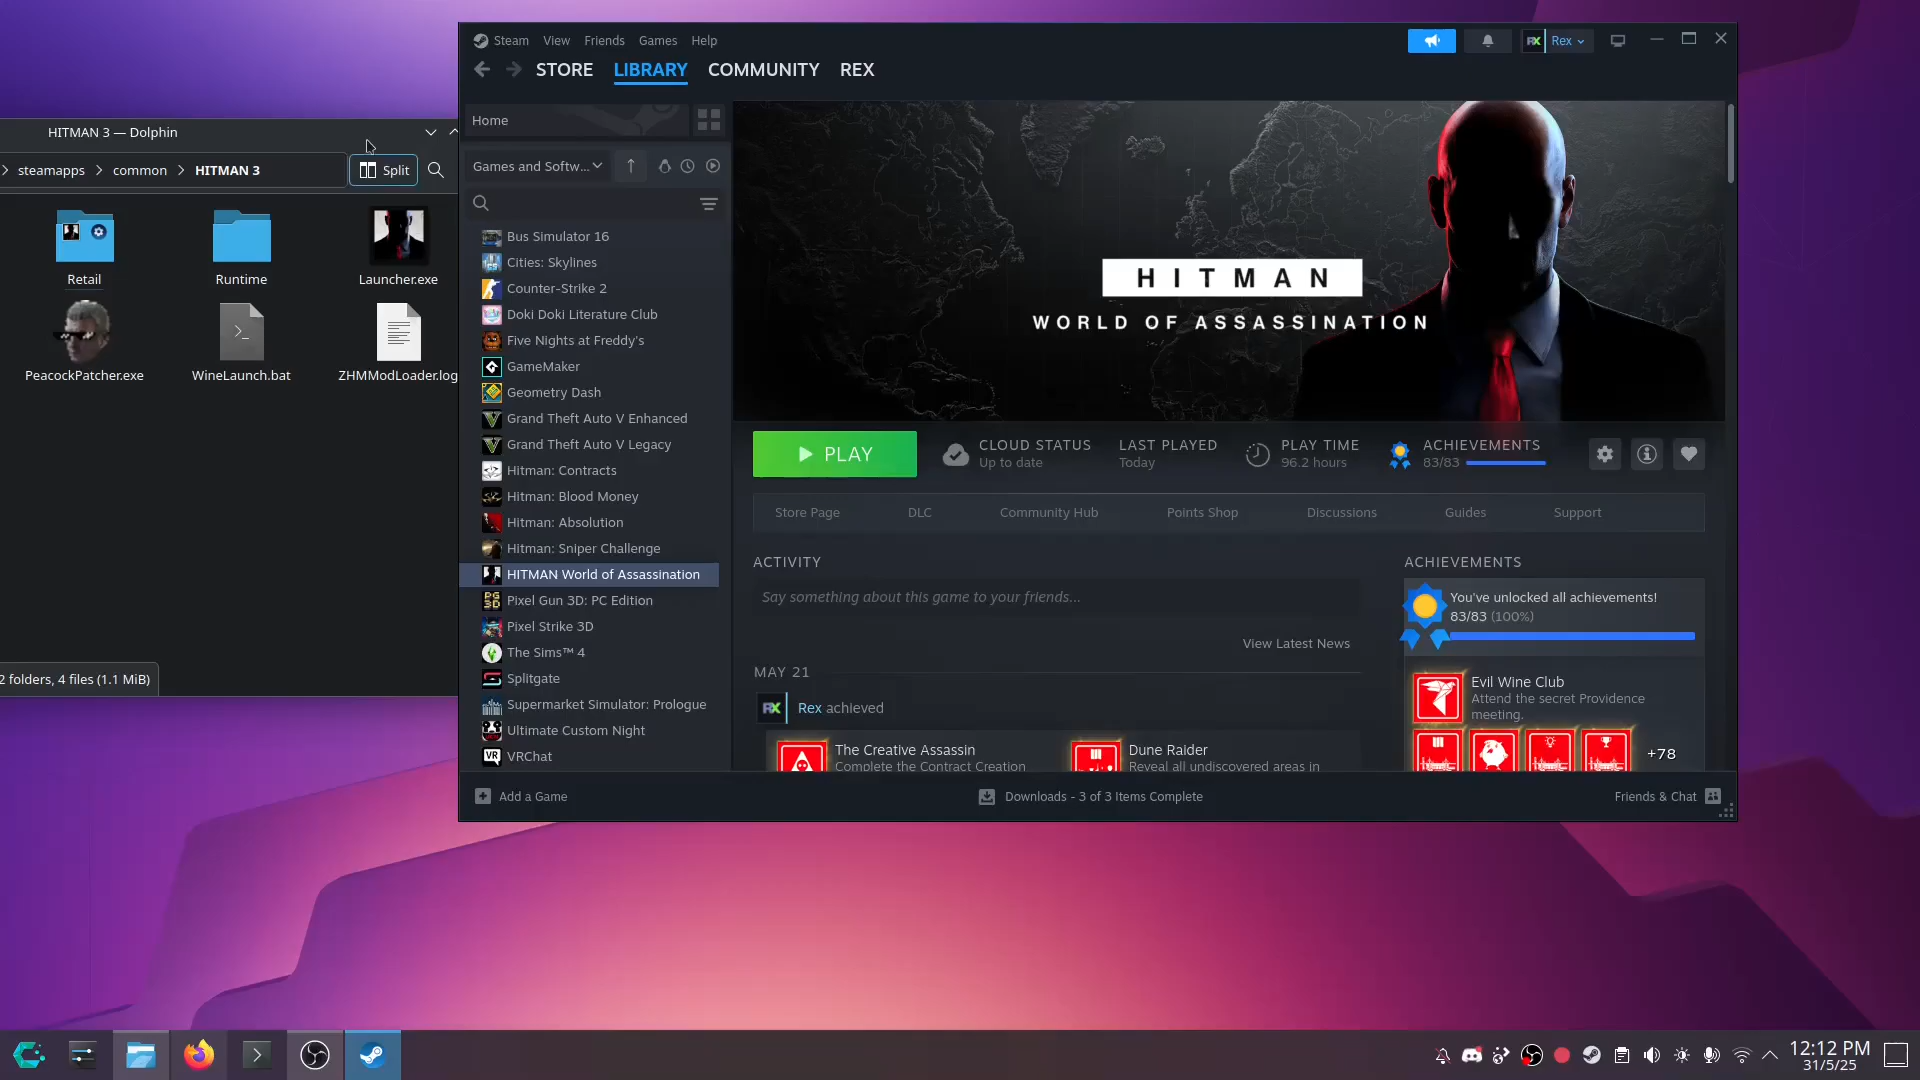 Steam View Friends Games Help
RX Rex
STORE LIBRARY COMMUNITY REX
HITMAN 3 — Dolphin
steamapps common HITMAN 3 Split
Retail
Runtime
Launcher.exe
PeacockPatcher.exe
WineLaunch.bat
ZHMModLoader.log
2 folders, 4 files (1.1 MiB)
Home
Games and Softw...
Bus Simulator 16
Cities: Skylines
Counter-Strike 2
Doki Doki Literature Club
Five Nights at Freddy's
GameMaker
Geometry Dash
Grand Theft Auto V Enhanced
Grand Theft Auto V Legacy
Hitman: Contracts
Hitman: Blood Money
Hitman: Absolution
Hitman: Sniper Challenge
HITMAN World of Assassination
Pixel Gun 3D: PC Edition
Pixel Strike 3D
The Sims™ 4
Splitgate
Supermarket Simulator: Prologue
Ultimate Custom Night
VRChat
HITMAN
WORLD OF ASSASSINATION
PLAY
CLOUD STATUS
Up to date
LAST PLAYED
Today
PLAY TIME
96.2 hours
ACHIEVEMENTS
83/83
Store Page DLC Community Hub Points Shop Discussions Guides Support
ACTIVITY
Say something about this game to your friends...
View Latest News
MAY 21
RX Rex achieved
The Creative Assassin
Complete the Contract Creation
Dune Raider
Reveal all undiscovered areas in
ACHIEVEMENTS
You've unlocked all achievements!
83/83 (100%)
Evil Wine Club
Attend the secret Providence
meeting.
+78
Add a Game
Downloads - 3 of 3 Items Complete
Friends & Chat
12:12 PM
31/5/25